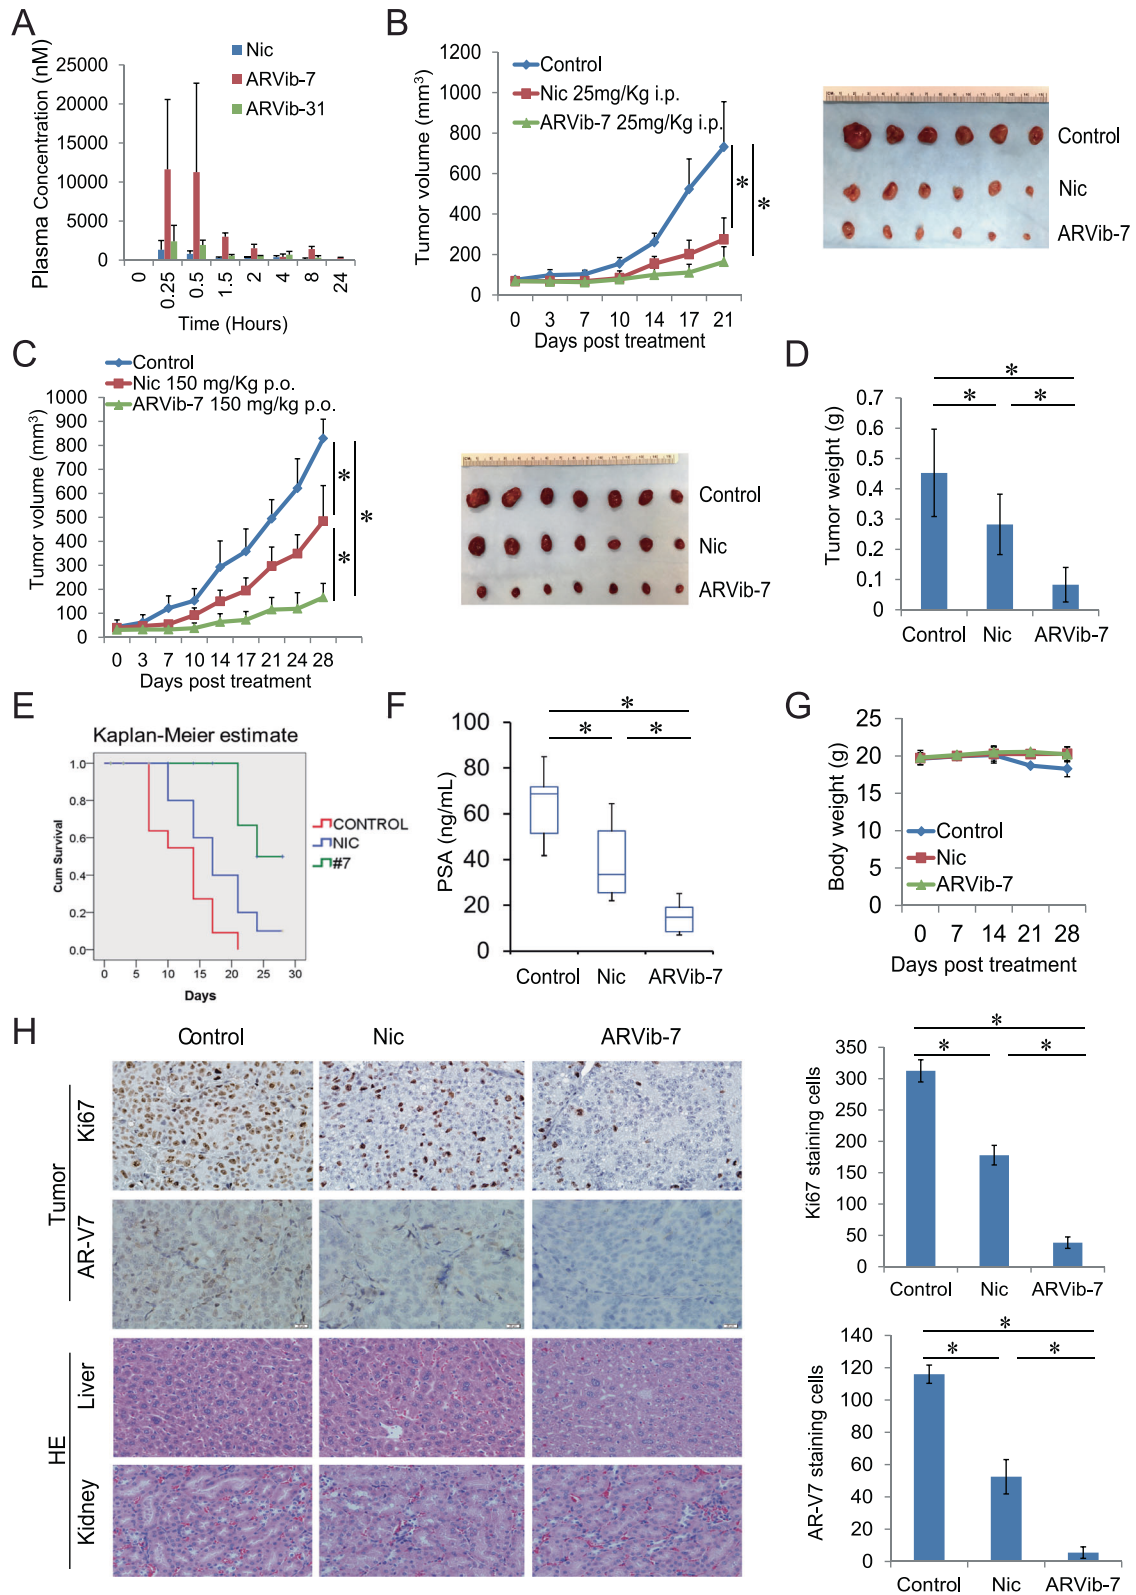 A
Nic
ARVib-7
ARVib-31
Plasma Concentration (nM)
25000
20000
15000
10000
5000
0
0 0.25 0.5 1.5 2 4 8 24
Time (Hours)
B
Control
Nic 25mg/Kg i.p.
ARVib-7 25mg/Kg i.p.
Tumor volume (mm³)
1200
1000
800
600
400
200
0
* *
0 3 7 10 14 17 21
Days post treatment
Control
Nic
ARVib-7
C
Control
Nic 150 mg/Kg p.o.
ARVib-7 150 mg/kg p.o.
Tumor volume (mm³)
1000
900
800
700
600
500
400
300
200
100
0
* * *
0 3 7 10 14 17 21 24 28
Days post treatment
Control
Nic
ARVib-7
D
Tumor weight (g)
0.7
0.6
0.5
0.4
0.3
0.2
0.1
0
*
* *
Control Nic ARVib-7
E
Kaplan-Meier estimate
Cum Survival
1.0
0.8
0.6
0.4
0.2
0.0
0 5 10 15 20 25 30
Days
CONTROL
NIC
#7
F
PSA (ng/mL)
100
80
60
40
20
0
*
* *
Control Nic ARVib-7
G
Body weight (g)
25
20
15
10
5
0
Control
Nic
ARVib-7
0 7 14 21 28
Days post treatment
H
Control Nic ARVib-7
Tumor
Ki67
AR-V7
HE
Liver
Kidney
Ki67 staining cells
350
300
250
200
150
100
50
0
*
* *
Control Nic ARVib-7
AR-V7 staining cells
140
120
100
80
60
40
20
0
*
* *
Control Nic ARVib-7